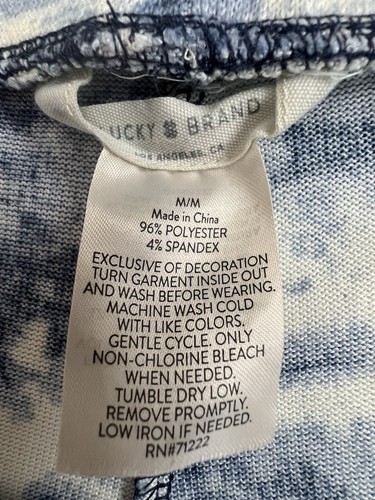 UCKY BRAND
LOS ANGELES, CA
M/M
Made in China
96% POLYESTER
4% SPANDEX
EXCLUSIVE OF DECORATION
TURN GARMENT INSIDE OUT
AND WASH BEFORE WEARING.
MACHINE WASH COLD
WITH LIKE COLORS.
GENTLE CYCLE. ONLY
NON-CHLORINE BLEACH
WHEN NEEDED.
TUMBLE DRY LOW.
REMOVE PROMPTLY.
LOW IRON IF NEEDED.
RN#71222